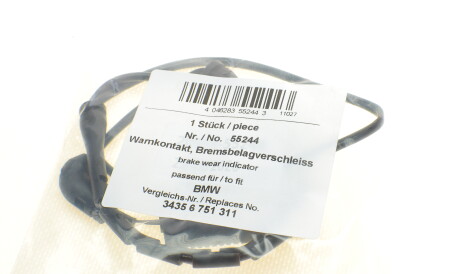 4 046283 55244 3 11027
1 Stück / piece
Nr. / No. 55244
Warnkontakt, Bremsbelagverschleiss
brake wear indicator
passend für / to fit
BMW
Vergleichs-Nr. / Replaces No.
3435 6 751 311